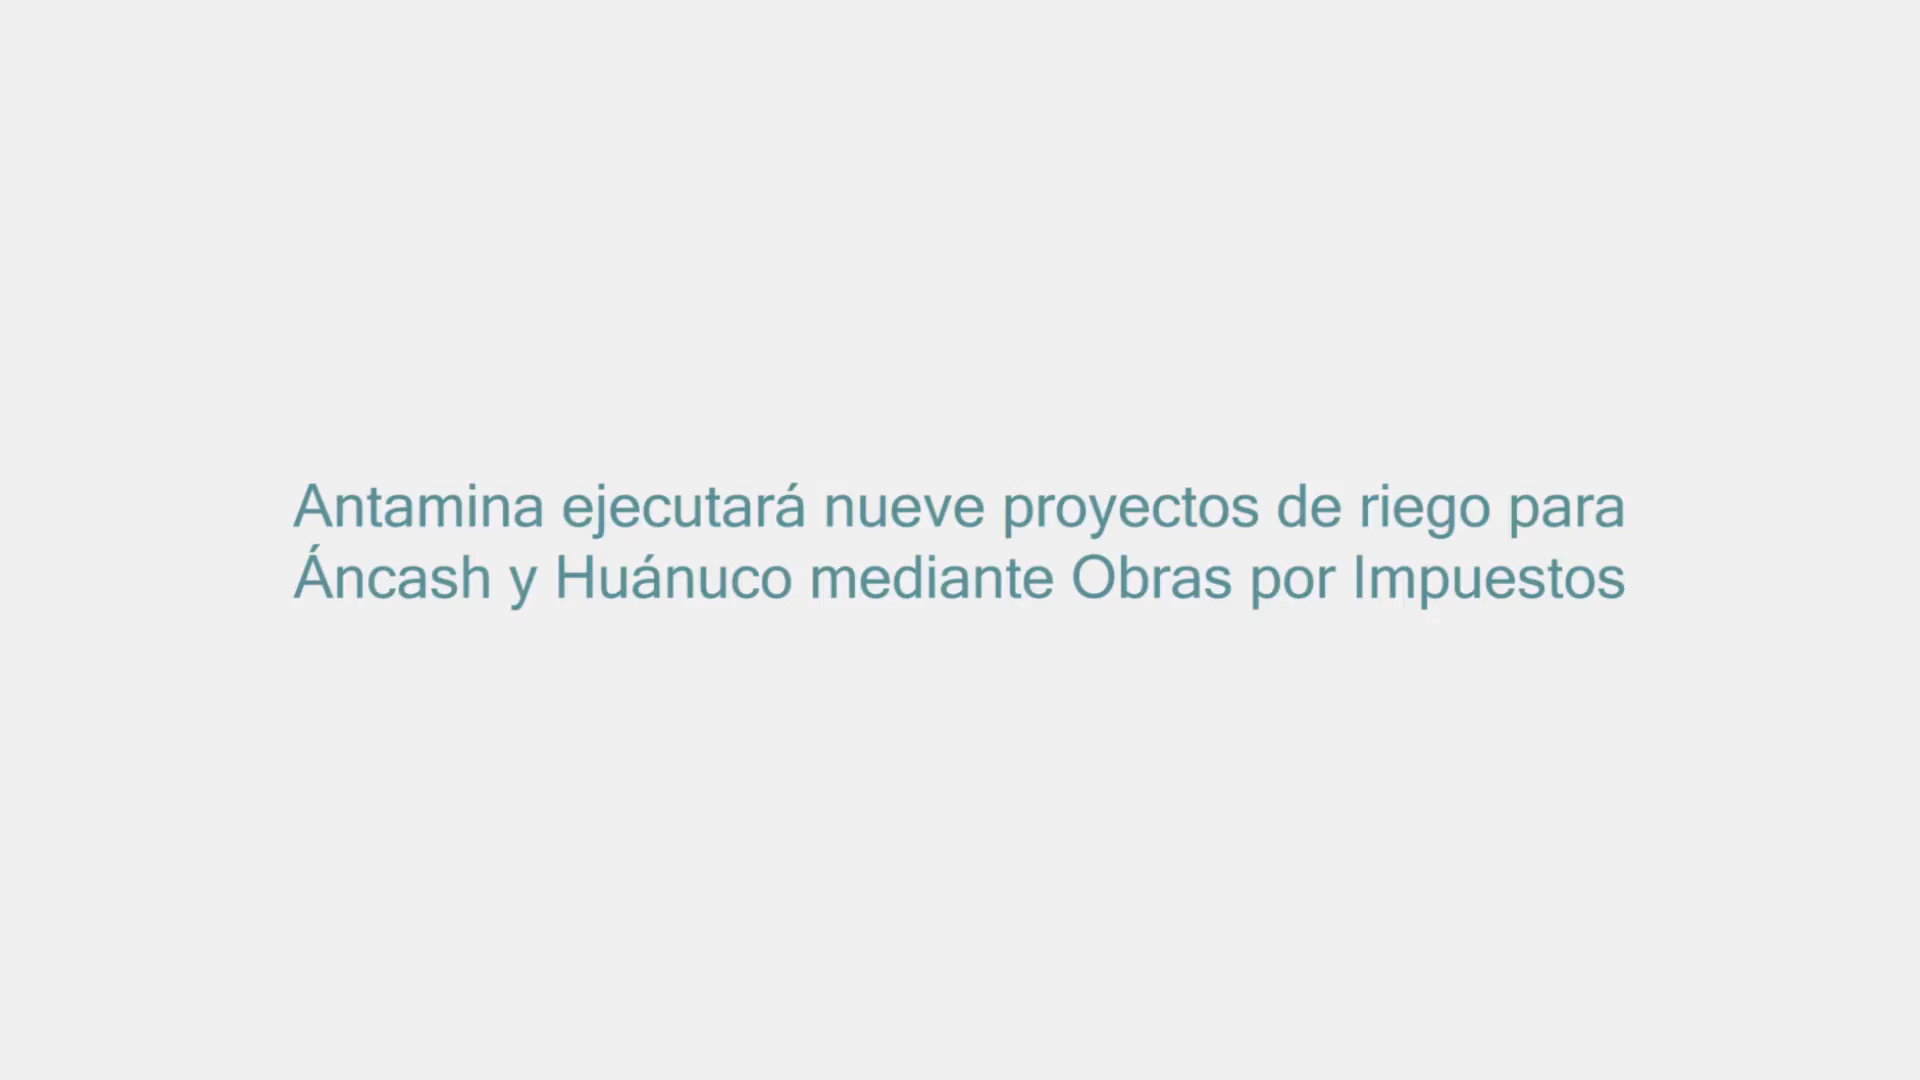 Antamina ejecutará nueve proyectos de riego para
Áncash y Huánuco mediante Obras por Impuestos